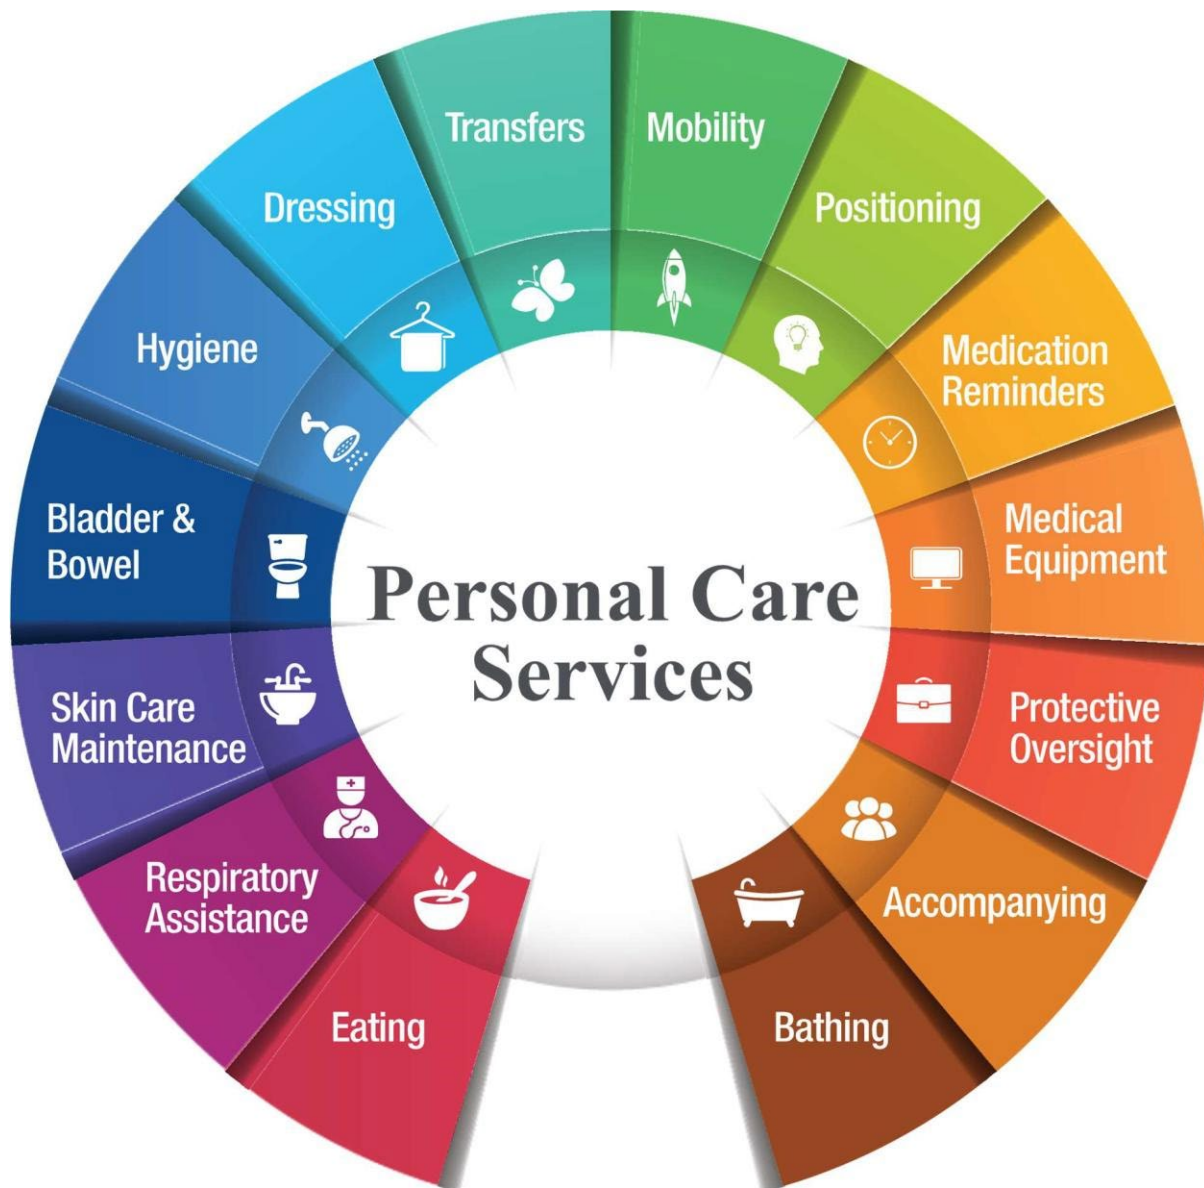 Transfers
Mobility
Positioning
Medication
Reminders
Medical
Equipment
Protective
Oversight
Accompanying
Bathing
Eating
Respiratory
Assistance
Skin Care
Maintenance
Bladder &
Bowel
Hygiene
Dressing
Personal Care
Services